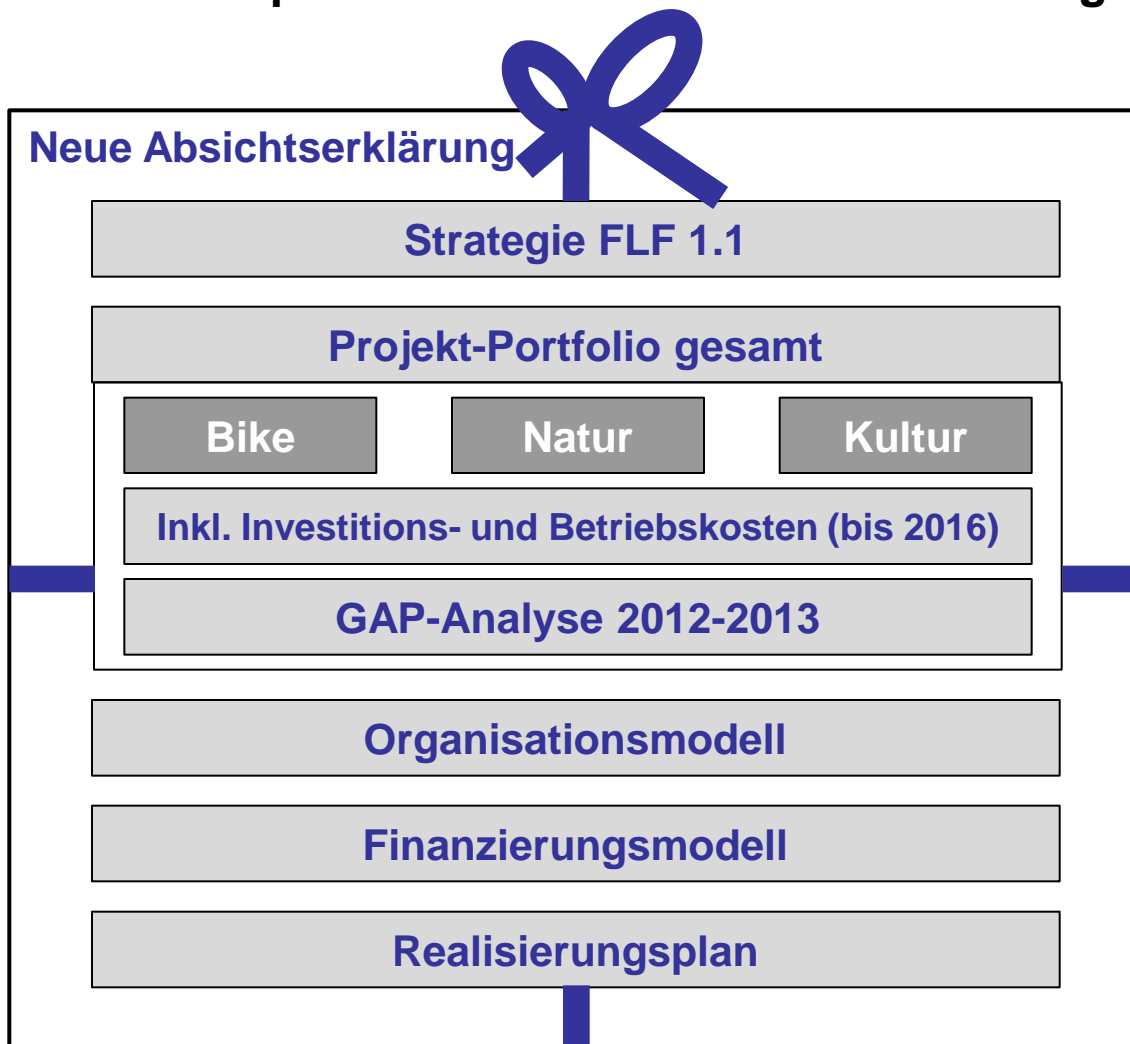 Neue Absichtserklärung
Strategie FLF 1.1
Projekt-Portfolio gesamt
Bike Natur Kultur
Inkl. Investitions- und Betriebskosten (bis 2016)
GAP-Analyse 2012-2013
Organisationsmodell
Finanzierungsmodell
Realisierungsplan